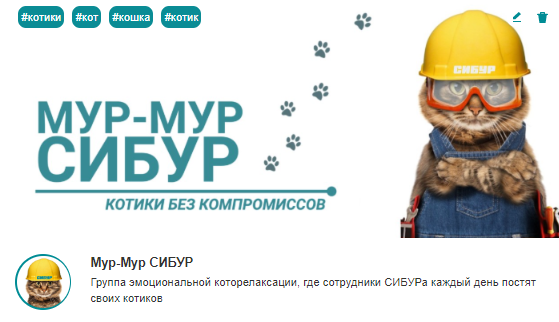 #котики #кот #кошка #котик
СИБУР
МУР-МУР
СИБУР
КОТИКИ БЕЗ КОМПРОМИССОВ
Мур-Мур СИБУР
Группа эмоциональной которелаксации, где сотрудники СИБУРа каждый день постят
своих котиков